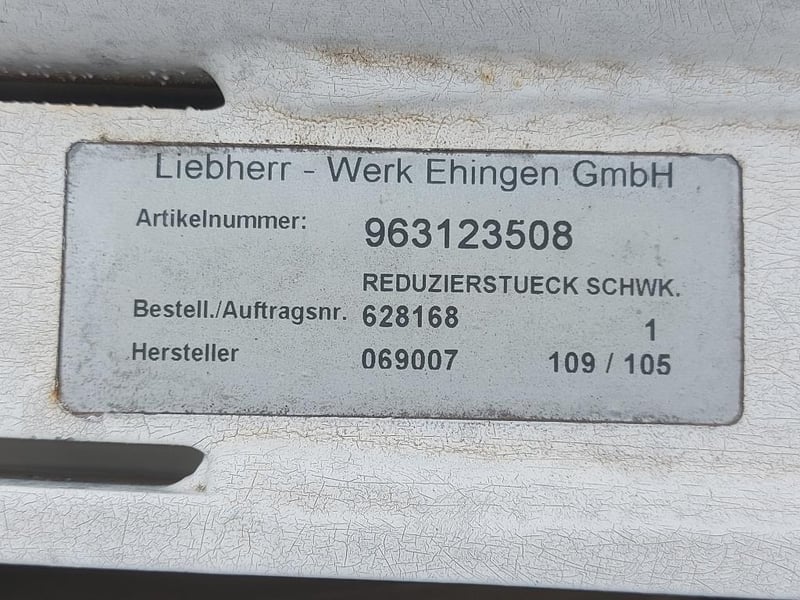 Liebherr - Werk Ehingen GmbH
Artikelnummer: 963123508
REDUZIERSTUECK SCHWK.
Bestell./Auftragsnr. 628168 1
Hersteller 069007 109 / 105